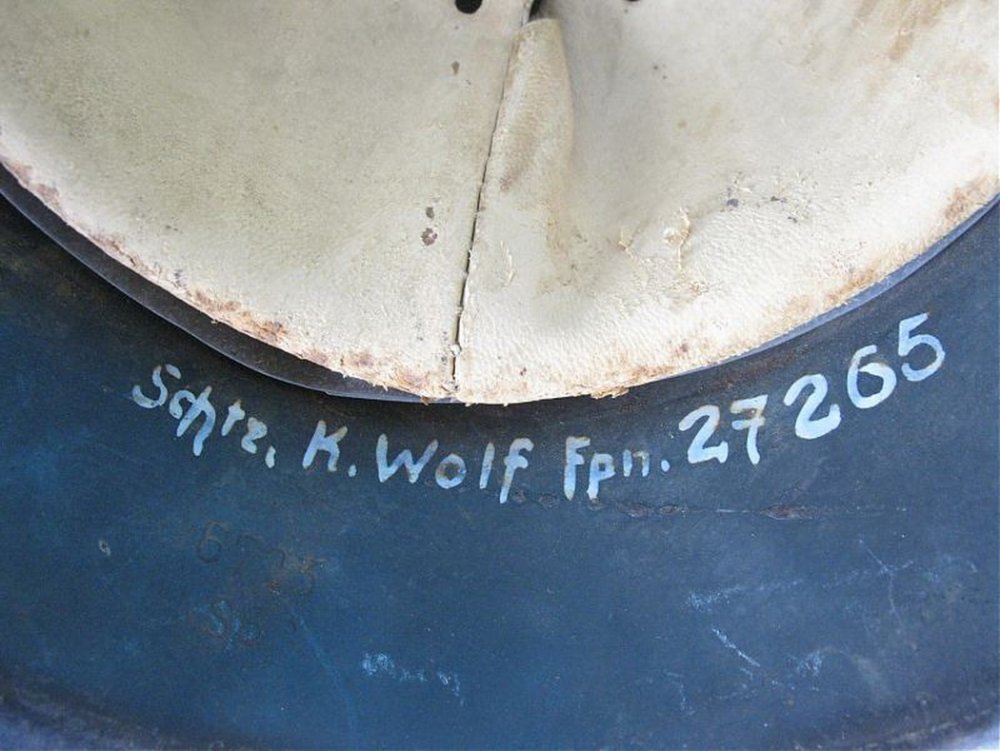 Schtz. K. Wolf Fpn. 27265